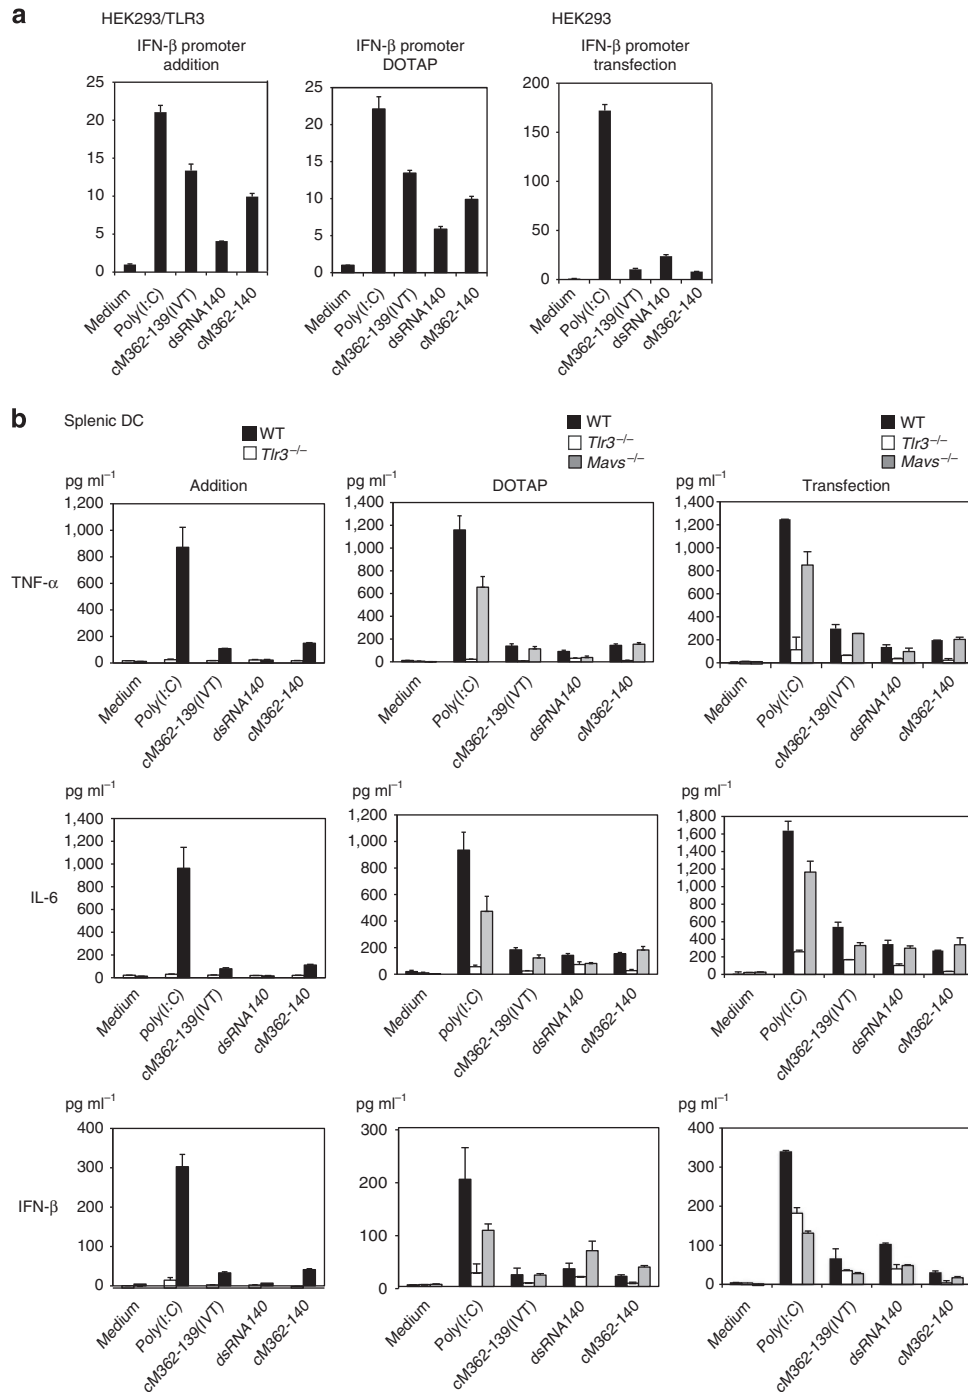 a
HEK293/TLR3
HEK293
IFN-β promoter
addition
IFN-β promoter
DOTAP
IFN-β promoter
transfection
25
20
15
10
5
0
Medium
Poly(I:C)
cM362-139(IVT)
dsRNA140
cM362-140
25
20
15
10
5
0
Medium
Poly(I:C)
cM362-139(IVT)
dsRNA140
cM362-140
200
150
100
50
0
Medium
Poly(I:C)
cM362-139(IVT)
dsRNA140
cM362-140
b
Splenic DC
WT
Tlr3–/–
WT
Tlr3–/–
Mavs–/–
WT
Tlr3–/–
Mavs–/–
TNF-α
pg ml–1
Addition
1,200
1,000
800
600
400
200
0
Medium
Poly(I:C)
cM362-139(IVT)
dsRNA140
cM362-140
pg ml–1
DOTAP
1,400
1,200
1,000
800
600
400
200
0
Medium
Poly(I:C)
cM362-139(IVT)
dsRNA140
cM362-140
pg ml–1
Transfection
1,400
1,200
1,000
800
600
400
200
0
Medium
Poly(I:C)
cM362-139(IVT)
dsRNA140
cM362-140
IL-6
pg ml–1
1,400
1,200
1,000
800
600
400
200
0
Medium
poly(I:C)
cM362-139(IVT)
dsRNA140
cM362-140
pg ml–1
1,200
1,000
800
600
400
200
0
Medium
poly(I:C)
cM362-139(IVT)
dsRNA140
cM362-140
pg ml–1
1,800
1,600
1,400
1,200
1,000
800
600
400
200
0
Medium
Poly(I:C)
cM362-139(IVT)
dsRNA140
cM362-140
IFN-β
pg ml–1
400
300
200
100
0
Medium
Poly(I:C)
cM362-139(IVT)
dsRNA140
cM362-140
pg ml–1
300
200
100
0
Medium
Poly(I:C)
cM362-139(IVT)
dsRNA140
cM362-140
pg ml–1
400
300
200
100
0
Medium
Poly(I:C)
cM362-139(IVT)
dsRNA140
cM362-140